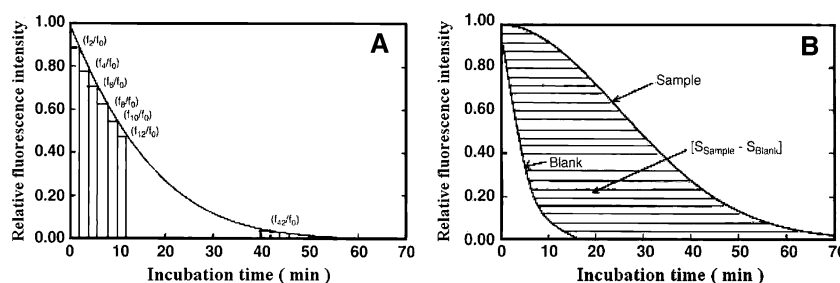 Relative fluorescence intensity
1.00
0.80
0.60
0.40
0.20
0.00
A
(f2/f0)
(f4/f0)
(f6/f0)
(f8/f0)
(f10/f0)
(f12/f0)
(f42/f0)
0 10 20 30 40 50 60 70
Incubation time ( min )
Relative fluorescence intensity
1.00
0.80
0.60
0.40
0.20
0.00
B
Sample
[SSample - SBlank]
Blank
0 10 20 30 40 50 60 70
Incubation time ( min )